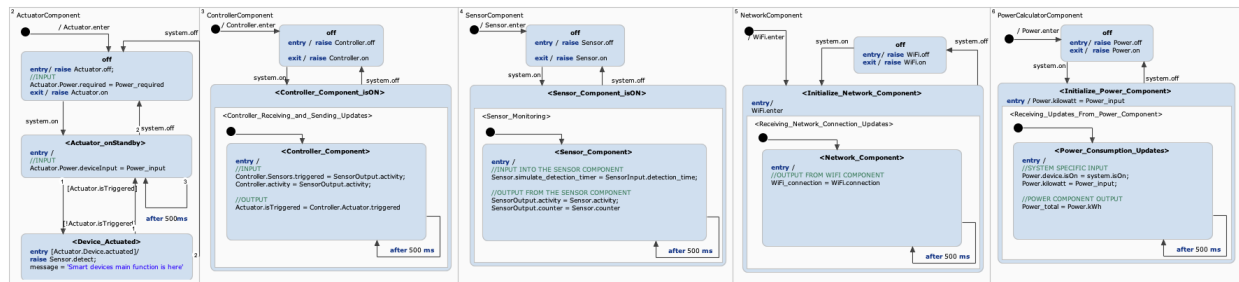 2 ActuatorComponent
/ Actuator.enter
system.off
off
entry/ raise Actuator.off;
//INPUT
Actuator.Power.required = Power_required
exit / raise Actuator.on
system.on
2 system.off
<Actuator_onStandby>
entry /
//INPUT
Actuator.Power.deviceInput = Power_input
1
3
[Actuator.isTriggered]
after 500ms
[!Actuator.isTriggered]
1
<Device_Actuated>
2
entry [Actuator.Device.actuated]/
raise Sensor.detect;
message = 'Smart devices main function is here'
3 ControllerComponent
/ Controller.enter
off
entry / raise Controller.off
exit / raise Controller.on
system.on
system.off
<Controller_Component_isON>
<Controller_Receiving_and_Sending_Updates>
<Controller_Component>
entry /
//INPUT
Controller.Sensors.triggered = SensorOutput.activity;
Controller.activity = SensorOutput.activity;
//OUTPUT
Actuator.isTriggered = Controller.Actuator.triggered
after 500 ms
4 SensorComponent
/ Sensor.enter
off
entry / raise Sensor.off
exit / raise Sensor.on
system.on
system.off
<Sensor_Component_isON>
<Sensor_Monitoring>
<Sensor_Component>
entry /
//INPUT INTO THE SENSOR COMPONENT
Sensor.simulate_detection_timer = SensorInput.detection_time;
//OUTPUT FROM THE SENSOR COMPONENT
SensorOutput.activity = Sensor.activity;
SensorOutput.counter = Sensor.counter
after 500 ms
5 NetworkComponent
/ WiFi.enter
system.on
off
entry/ raise WiFi.off
exit / raise WiFi.on
system.off
<Initialize_Network_Component>
entry/
WiFi.enter
<Receiving_Network_Connection_Updates>
<Network_Component>
entry /
//OUTPUT FROM WIFI COMPONENT
WiFi_connection = WiFi.connection
after 500 ms
6 PowerCalculatorComponent
/ Power.enter
off
entry / raise Power.off
exit / raise Power.on
system.on
system.off
<Initialize_Power_Component>
entry / Power.kilowatt = Power_input
<Receiving_Updates_From_Power_Component>
<Power_Consumption_Updates>
entry /
//SYSTEM SPECIFIC INPUT
Power.device.isOn = system.isOn;
Power.kilowatt = Power_input;
//POWER COMPONENT OUTPUT
Power_total = Power.kWh
after 500 ms